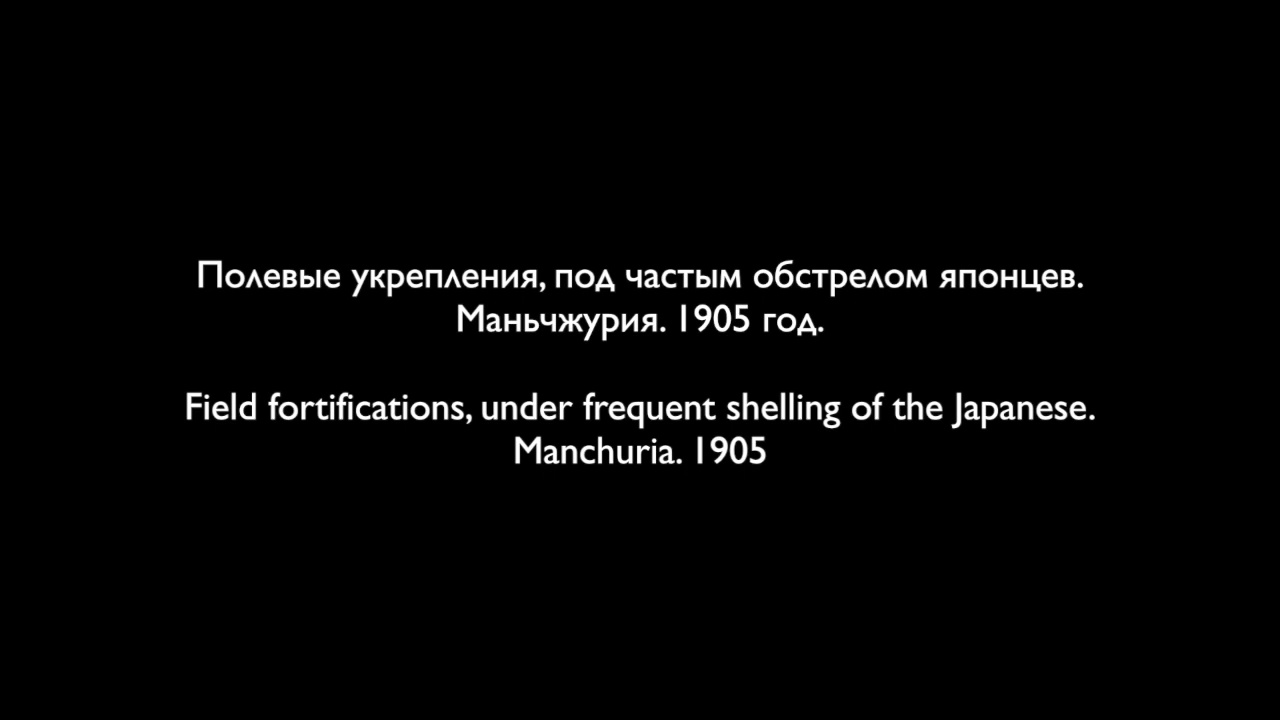 Полевые укрепления, под частым обстрелом японцев.
Маньчжурия. 1905 год.
Field fortifications, under frequent shelling of the Japanese.
Manchuria. 1905